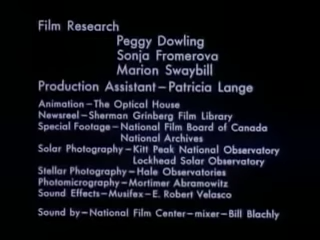 Film Research
Peggy Dowling
Sonja Fromerova
Marion Swaybill
Production Assistant–Patricia Lange
Animation–The Optical House
Newsreel–Sherman Grinberg Film Library
Special Footage–National Film Board of Canada
National Archives
Solar Photography–Kitt Peak National Observatory
Lockhead Solar Observatory
Stellar Photography–Hale Observatories
Photomicrography–Mortimer Abramowitz
Sound Effects–Musifex–E. Robert Velasco
Sound by–National Film Center–mixer–Bill Blachly